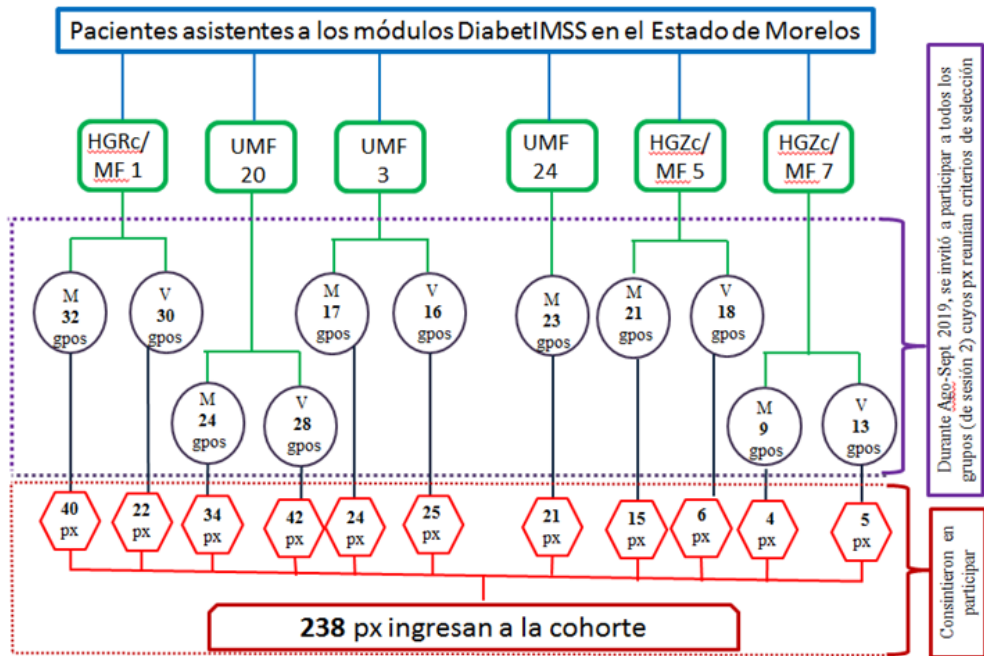 Pacientes asistentes a los módulos DiabetIMSS en el Estado de Morelos
HGRc/
MF 1
UMF
20
UMF
3
UMF
24
HGZc/
MF 5
HGZc/
MF 7
M
32
gpos
V
30
gpos
M
17
gpos
V
16
gpos
M
23
gpos
M
21
gpos
V
18
gpos
M
24
gpos
V
28
gpos
M
9
gpos
V
13
gpos
Durante Ago-Sept 2019, se invitó a participar a todos los
grupos (de sesión 2) cuyos px reunían criterios de selección
40
px
22
px
34
px
42
px
24
px
25
px
21
px
15
px
6
px
4
px
5
px
Consintieron en
participar
238 px ingresan a la cohorte